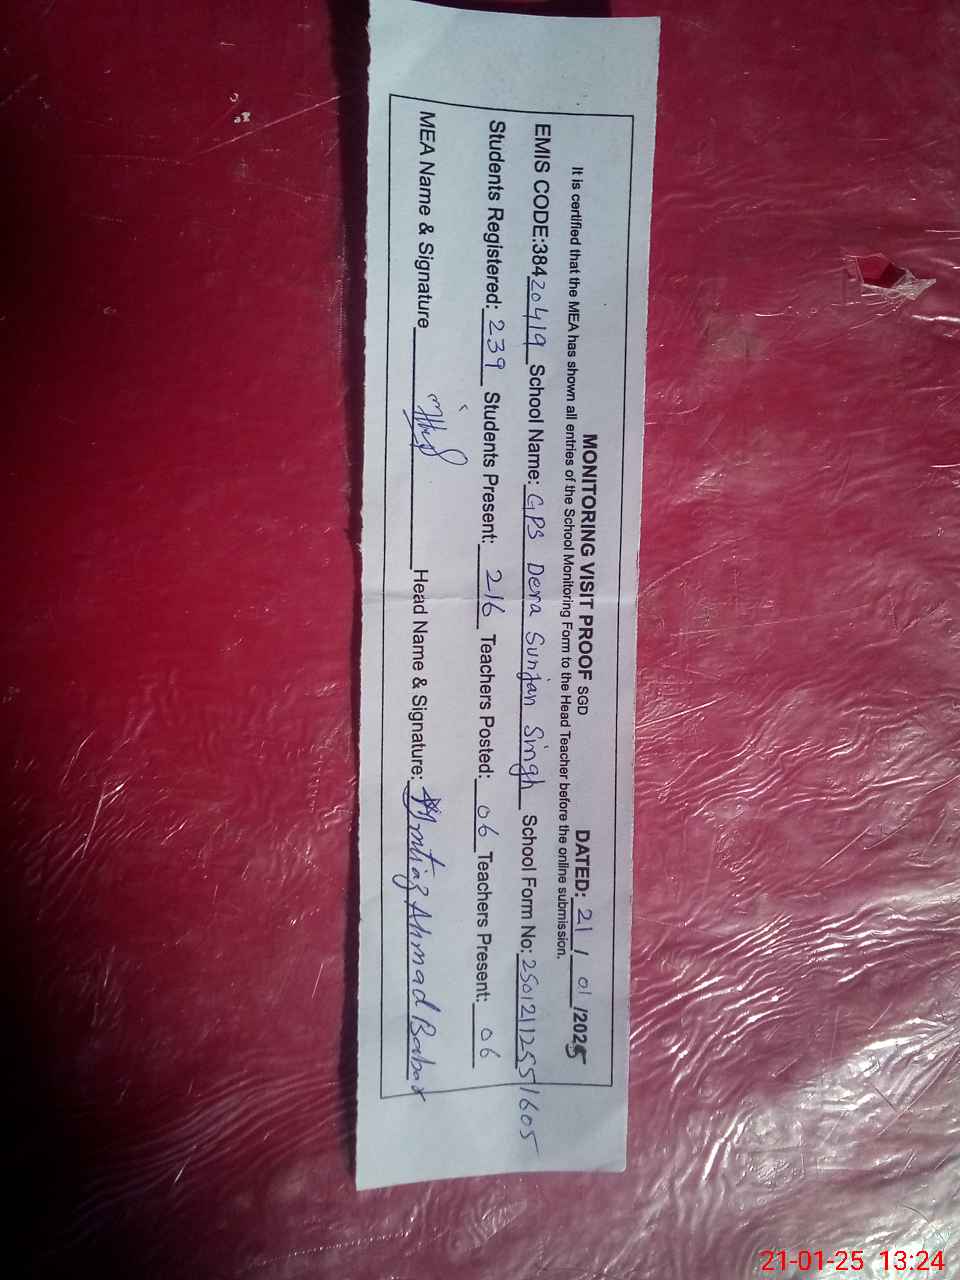 MONITORING VISIT PROOF SGD DATED: 21 / 01 /2025
It is certified that the MEA has shown all entries of the School Monitoring Form to the Head Teacher before the online submission.
EMIS CODE:38420419 School Name: GPS Dera Surjan Singh School Form No: 25012112551605
Students Registered: 239 Students Present: 216 Teachers Posted: 06 Teachers Present: 06
MEA Name & Signature Head Name & Signature: Imtiaz Ahmad Babar
21-01-25 13:24